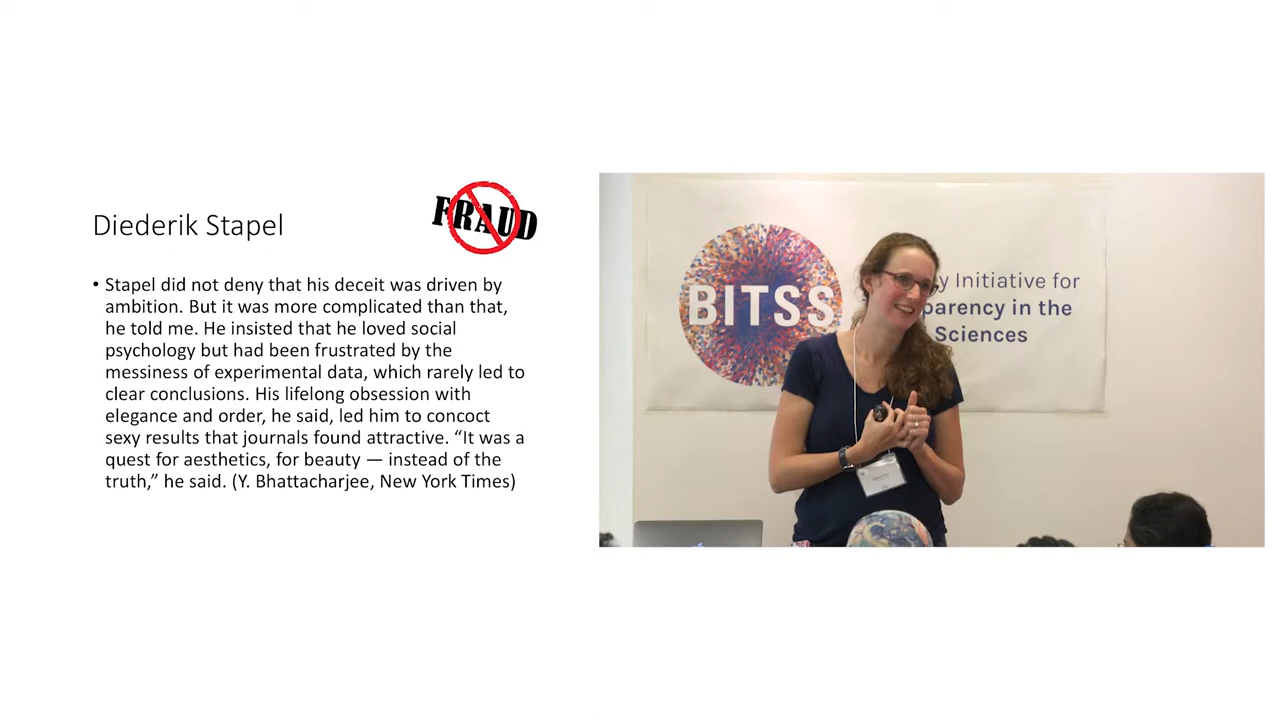 Diederik Stapel
FRAUD
• Stapel did not deny that his deceit was driven by
ambition. But it was more complicated than that,
he told me. He insisted that he loved social
psychology but had been frustrated by the
messiness of experimental data, which rarely led to
clear conclusions. His lifelong obsession with
elegance and order, he said, led him to concoct
sexy results that journals found attractive. “It was a
quest for aesthetics, for beauty — instead of the
truth,” he said. (Y. Bhattacharjee, New York Times)
BITSS
y Initiative for
parency in the
Sciences